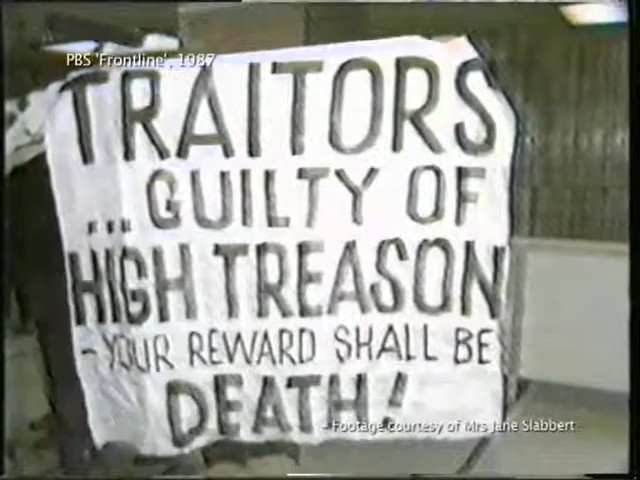 PBS 'Frontline', 1987
TRAITORS
...GUILTY OF
HIGH TREASON
- YOUR REWARD SHALL BE
DEATH!
- Footage courtesy of Mrs Jane Slabbert